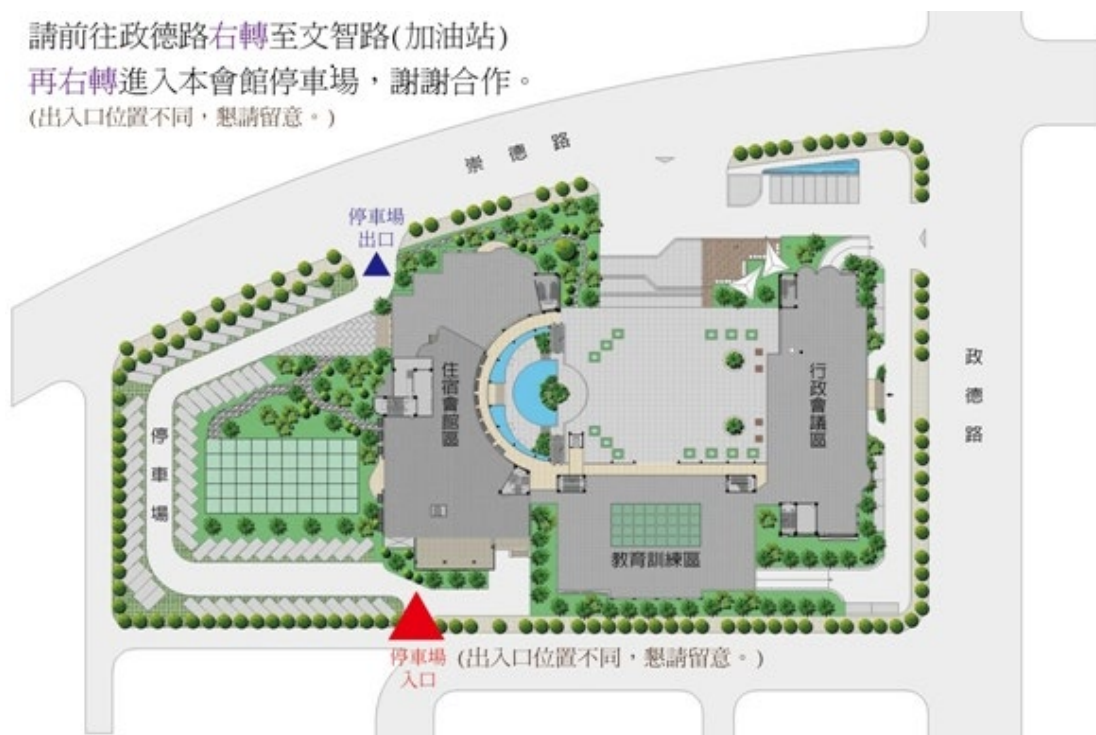 請前往政德路右轉至文智路(加油站)
再右轉進入本會館停車場，謝謝合作。
(出入口位置不同，懇請留意。)
崇德路
停車場
出口
住宿會館區
行政會議區
政德路
停車場
教育訓練區
停車場
入口
(出入口位置不同，懇請留意。)